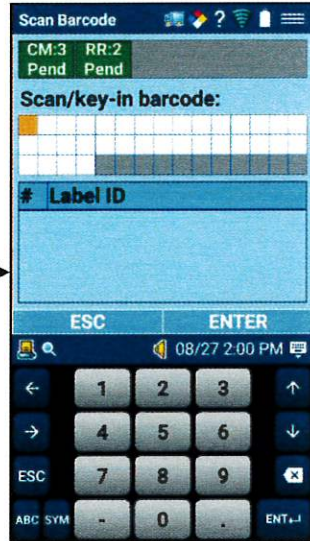 Scan Barcode ?
CM:3 RR:2
Pend Pend
Scan/key-in barcode:
# Label ID
ESC ENTER
08/27 2:00 PM
← 1 2 3 ↑
→ 4 5 6 ↓
ESC 7 8 9
ABC SYM - 0 . ENT↵